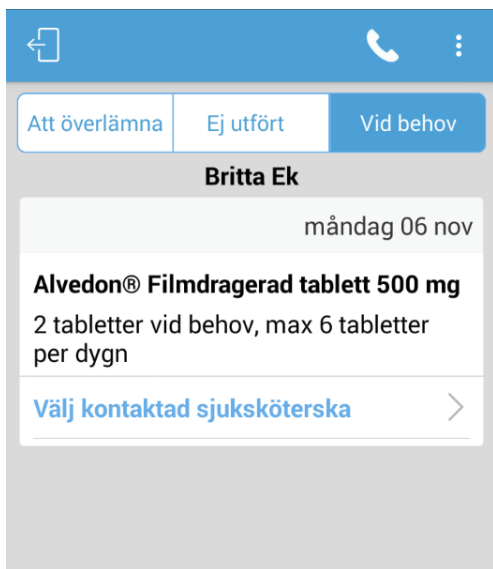 Att överlämna Ej utfört Vid behov
Britta Ek
måndag 06 nov
Alvedon® Filmdragerad tablett 500 mg
2 tabletter vid behov, max 6 tabletter
per dygn
Välj kontaktad sjuksköterska